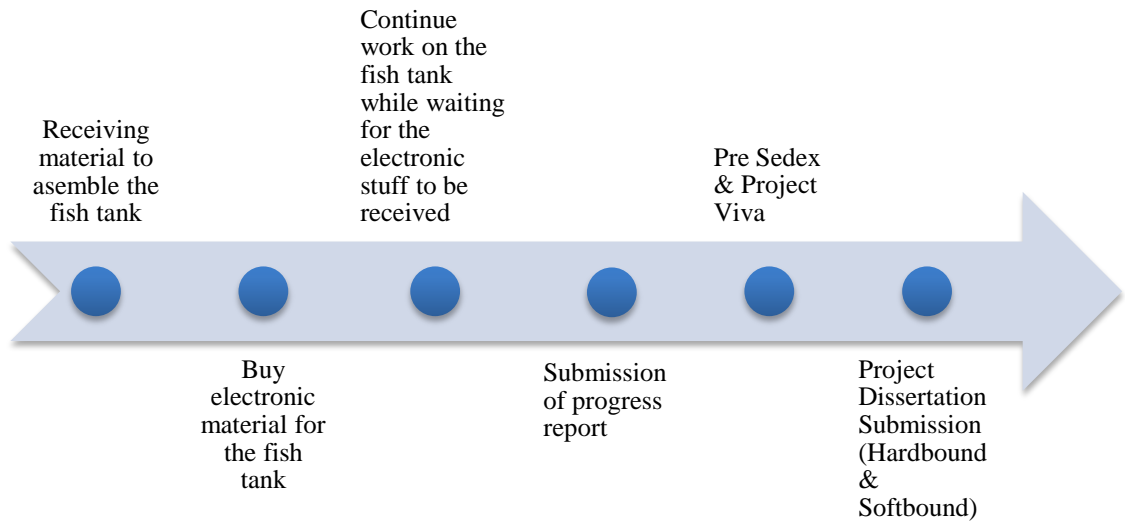 Receiving
material to
asemble the
fish tank
Buy
electronic
material for
the fish
tank
Continue
work on the
fish tank
while waiting
for the
electronic
stuff to be
received
Submission
of progress
report
Pre Sedex
& Project
Viva
Project
Dissertation
Submission
(Hardbound
&
Softbound)